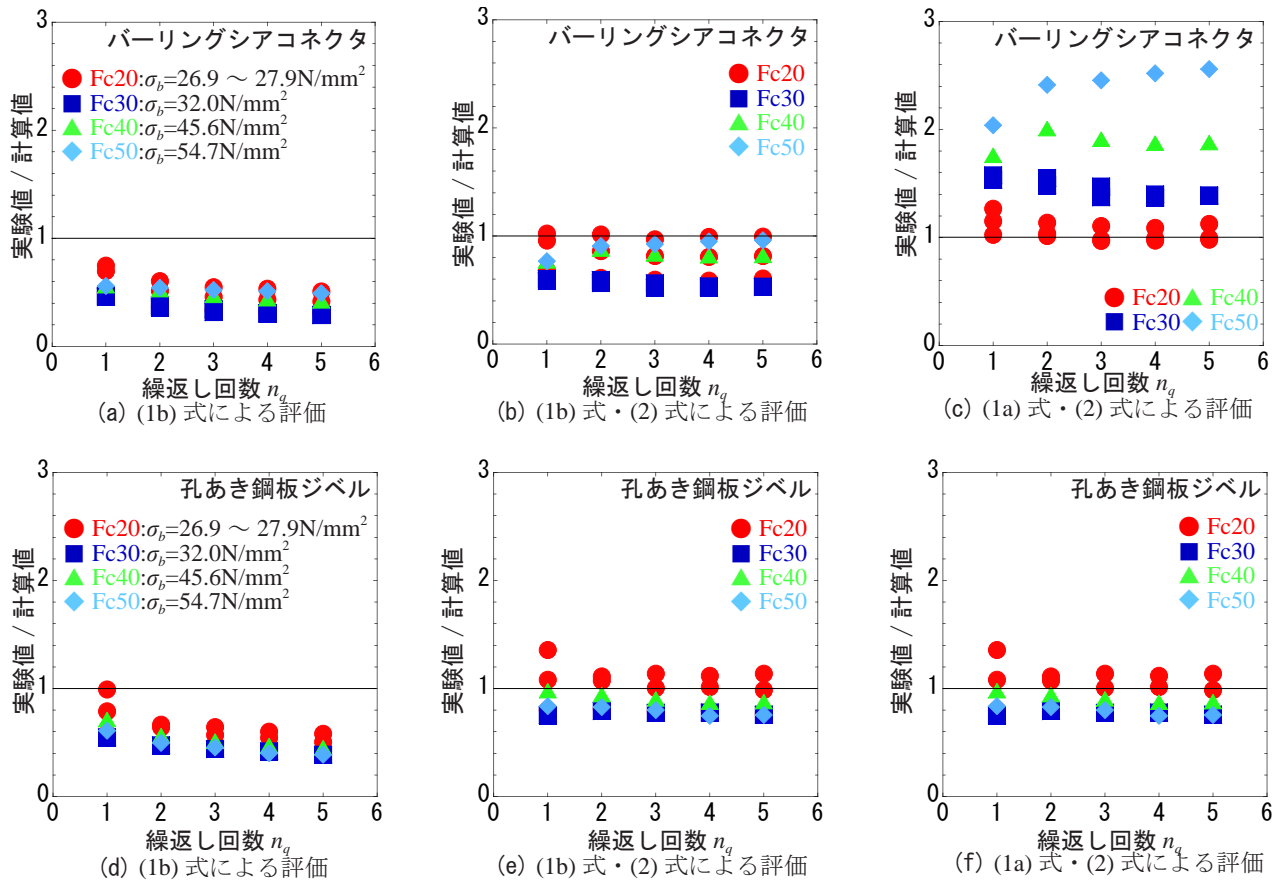 3
2
1
0
0 1 2 3 4 5 6
実験値 / 計算値
バーリングシアコネクタ
Fc20:σb=26.9 ~ 27.9N/mm²
Fc30:σb=32.0N/mm²
Fc40:σb=45.6N/mm²
Fc50:σb=54.7N/mm²
繰返し回数 nq
(a) (1b) 式による評価
3
2
1
0
0 1 2 3 4 5 6
実験値 / 計算値
バーリングシアコネクタ
Fc20
Fc30
Fc40
Fc50
繰返し回数 nq
(b) (1b) 式・(2) 式による評価
3
2
1
0
0 1 2 3 4 5 6
実験値 / 計算値
バーリングシアコネクタ
Fc20 Fc40
Fc30 Fc50
繰返し回数 nq
(c) (1a) 式・(2) 式による評価
3
2
1
0
0 1 2 3 4 5 6
実験値 / 計算値
孔あき鋼板ジベル
Fc20:σb=26.9 ~ 27.9N/mm²
Fc30:σb=32.0N/mm²
Fc40:σb=45.6N/mm²
Fc50:σb=54.7N/mm²
繰返し回数 nq
(d) (1b) 式による評価
3
2
1
0
0 1 2 3 4 5 6
実験値 / 計算値
孔あき鋼板ジベル
Fc20
Fc30
Fc40
Fc50
繰返し回数 nq
(e) (1b) 式・(2) 式による評価
3
2
1
0
0 1 2 3 4 5 6
実験値 / 計算値
孔あき鋼板ジベル
Fc20
Fc30
Fc40
Fc50
繰返し回数 nq
(f) (1a) 式・(2) 式による評価